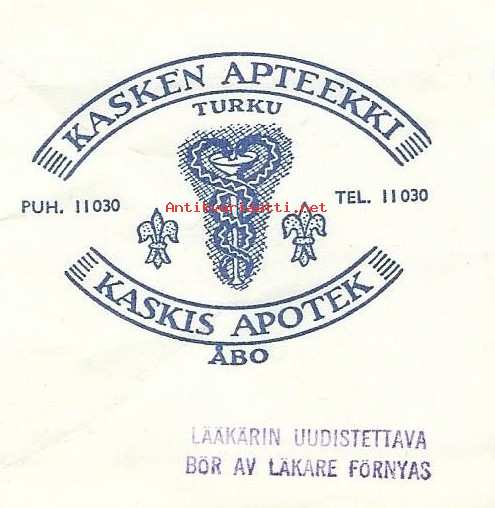 KASKEN APTEEKKI
TURKU
PUH. 11030
TEL. 11030
Antikvariaatti.net
KASKIS APOTEK
ÅBO
LÄÄKÄRIN UUDISTETTAVA
BÖR AV LÄKARE FÖRNYAS